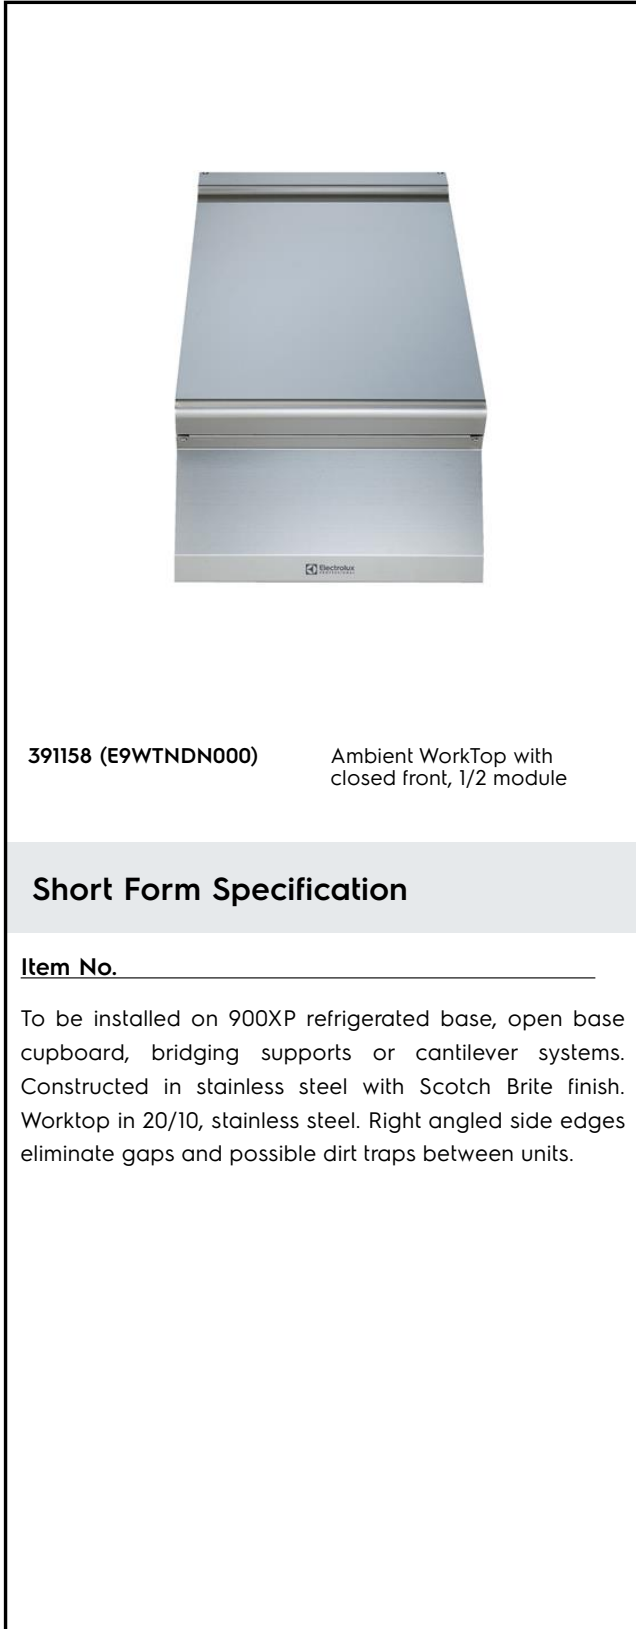 Electrolux
PROFESSIONAL
391158 (E9WTNDN000)
Ambient WorkTop with
closed front, 1/2 module
Short Form Specification
Item No.
To be installed on 900XP refrigerated base, open base
cupboard, bridging supports or cantilever systems.
Constructed in stainless steel with Scotch Brite finish.
Worktop in 20/10, stainless steel. Right angled side edges
eliminate gaps and possible dirt traps between units.